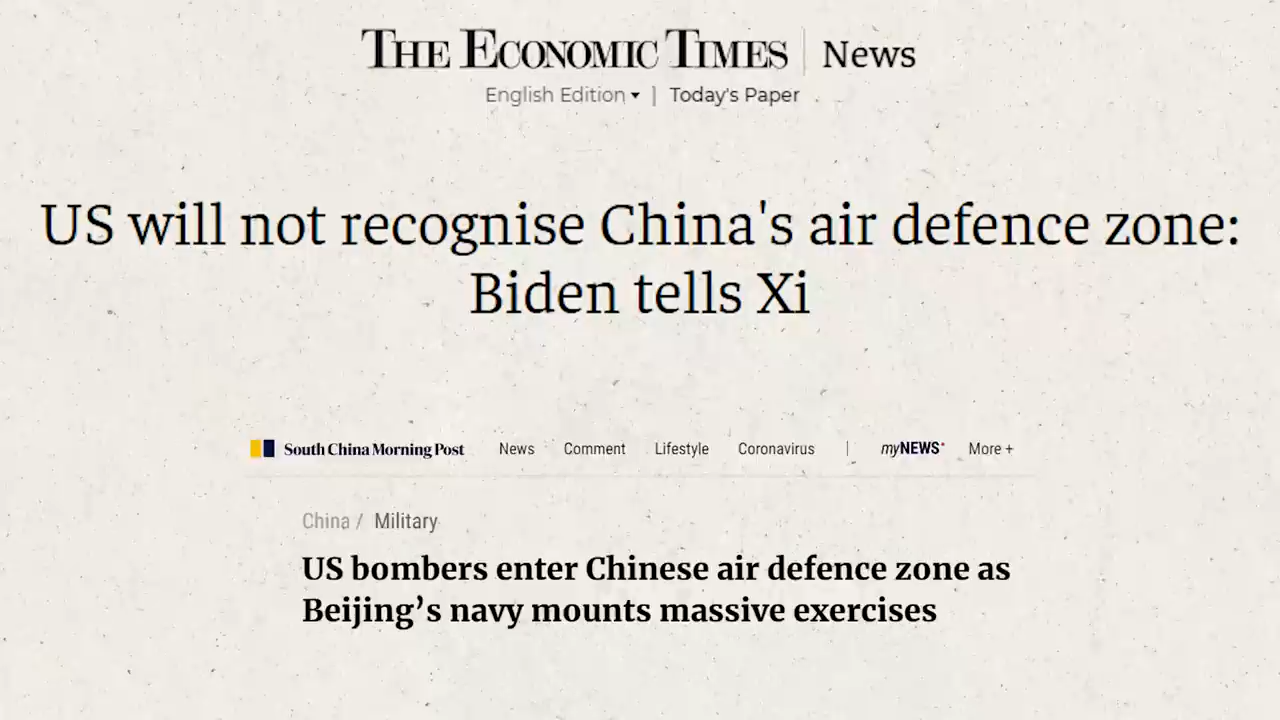 THE ECONOMIC TIMES | News
English Edition ▾ | Today's Paper
US will not recognise China's air defence zone:
Biden tells Xi
South China Morning Post News Comment Lifestyle Coronavirus | myNEWS More +
China / Military
US bombers enter Chinese air defence zone as
Beijing’s navy mounts massive exercises